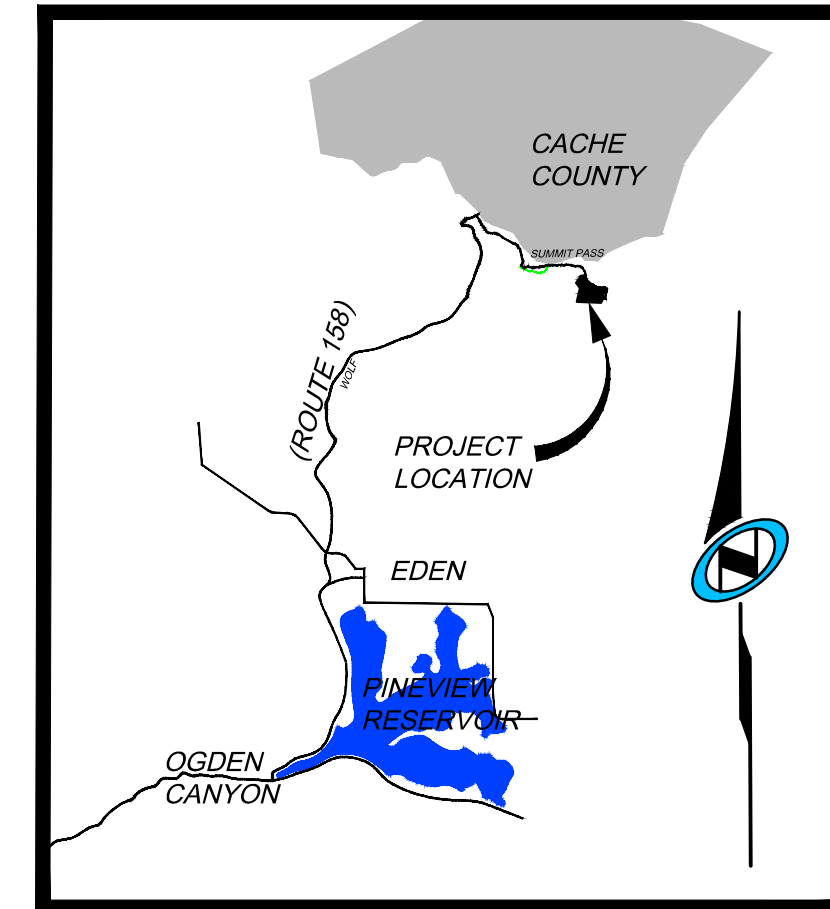 CACHE
COUNTY
SUMMIT PASS
(ROUTE 158)
WOLF
PROJECT
LOCATION
N
EDEN
PINEVIEW
RESERVOIR
OGDEN
CANYON